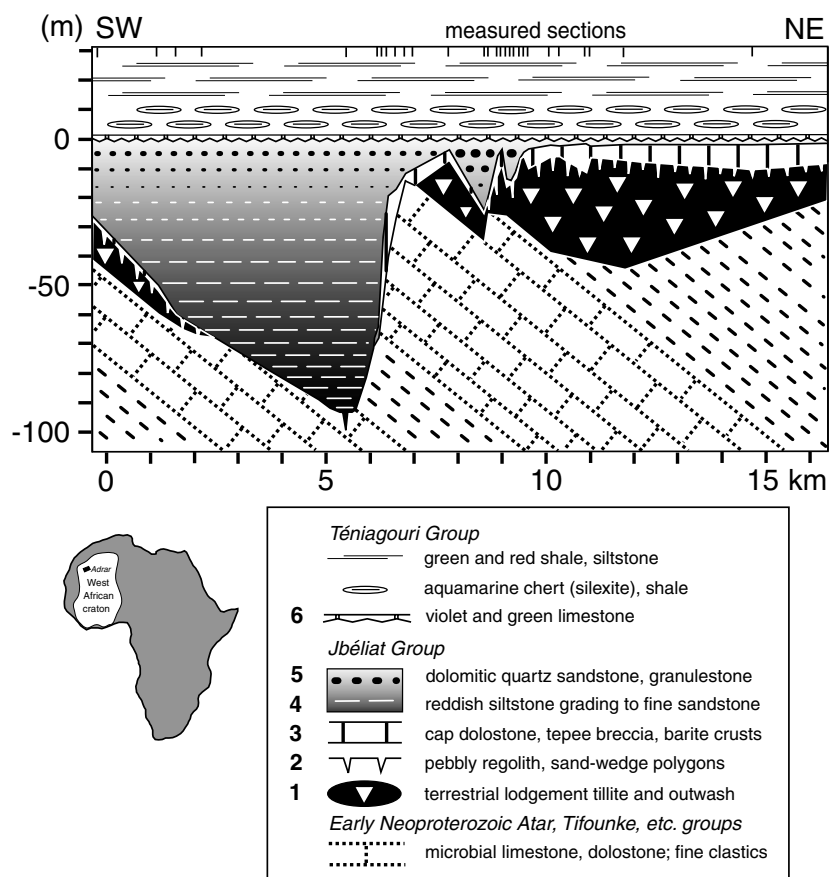 (m) SW measured sections NE
0
-50
-100
0 5 10 15 km
Adrar
West
African
craton
Téniagouri Group
green and red shale, siltstone
aquamarine chert (silexite), shale
6 violet and green limestone
Jbéliat Group
5 dolomitic quartz sandstone, granulestone
4 reddish siltstone grading to fine sandstone
3 cap dolostone, tepee breccia, barite crusts
2 pebbly regolith, sand-wedge polygons
1 terrestrial lodgement tillite and outwash
Early Neoproterozoic Atar, Tifounke, etc. groups
microbial limestone, dolostone; fine clastics